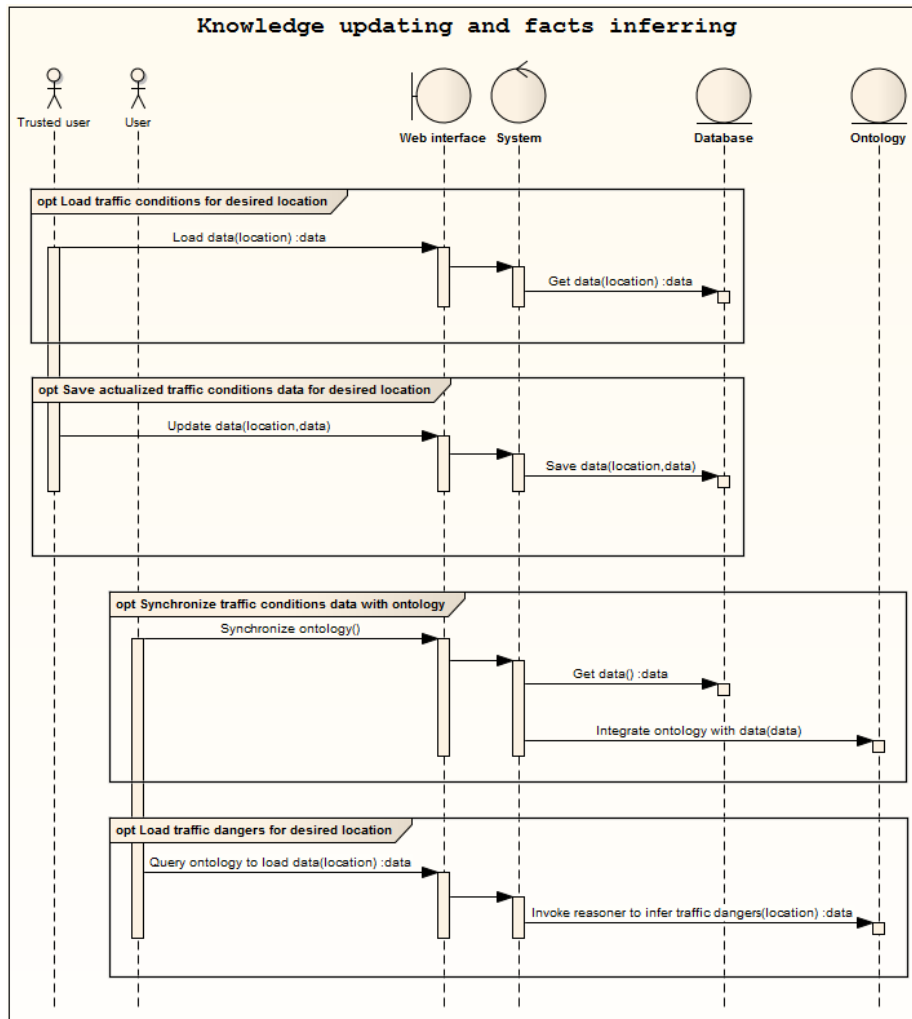 Knowledge updating and facts inferring
Trusted user
User
Web interface
System
Database
Ontology
opt Load traffic conditions for desired location
Load data(location) :data
Get data(location) :data
opt Save actualized traffic conditions data for desired location
Update data(location,data)
Save data(location,data)
opt Synchronize traffic conditions data with ontology
Synchronize ontology()
Get data() :data
Integrate ontology with data(data)
opt Load traffic dangers for desired location
Query ontology to load data(location) :data
Invoke reasoner to infer traffic dangers(location) :data